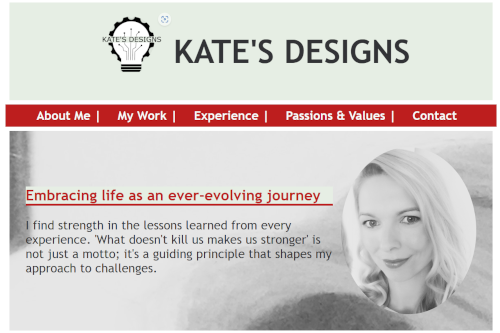 KATE'S DESIGNS
KATE'S DESIGNS
About Me | My Work | Experience | Passions & Values | Contact
Embracing life as an ever-evolving journey
I find strength in the lessons learned from every
experience. 'What doesn't kill us makes us stronger' is
not just a motto; it's a guiding principle that shapes my
approach to challenges.